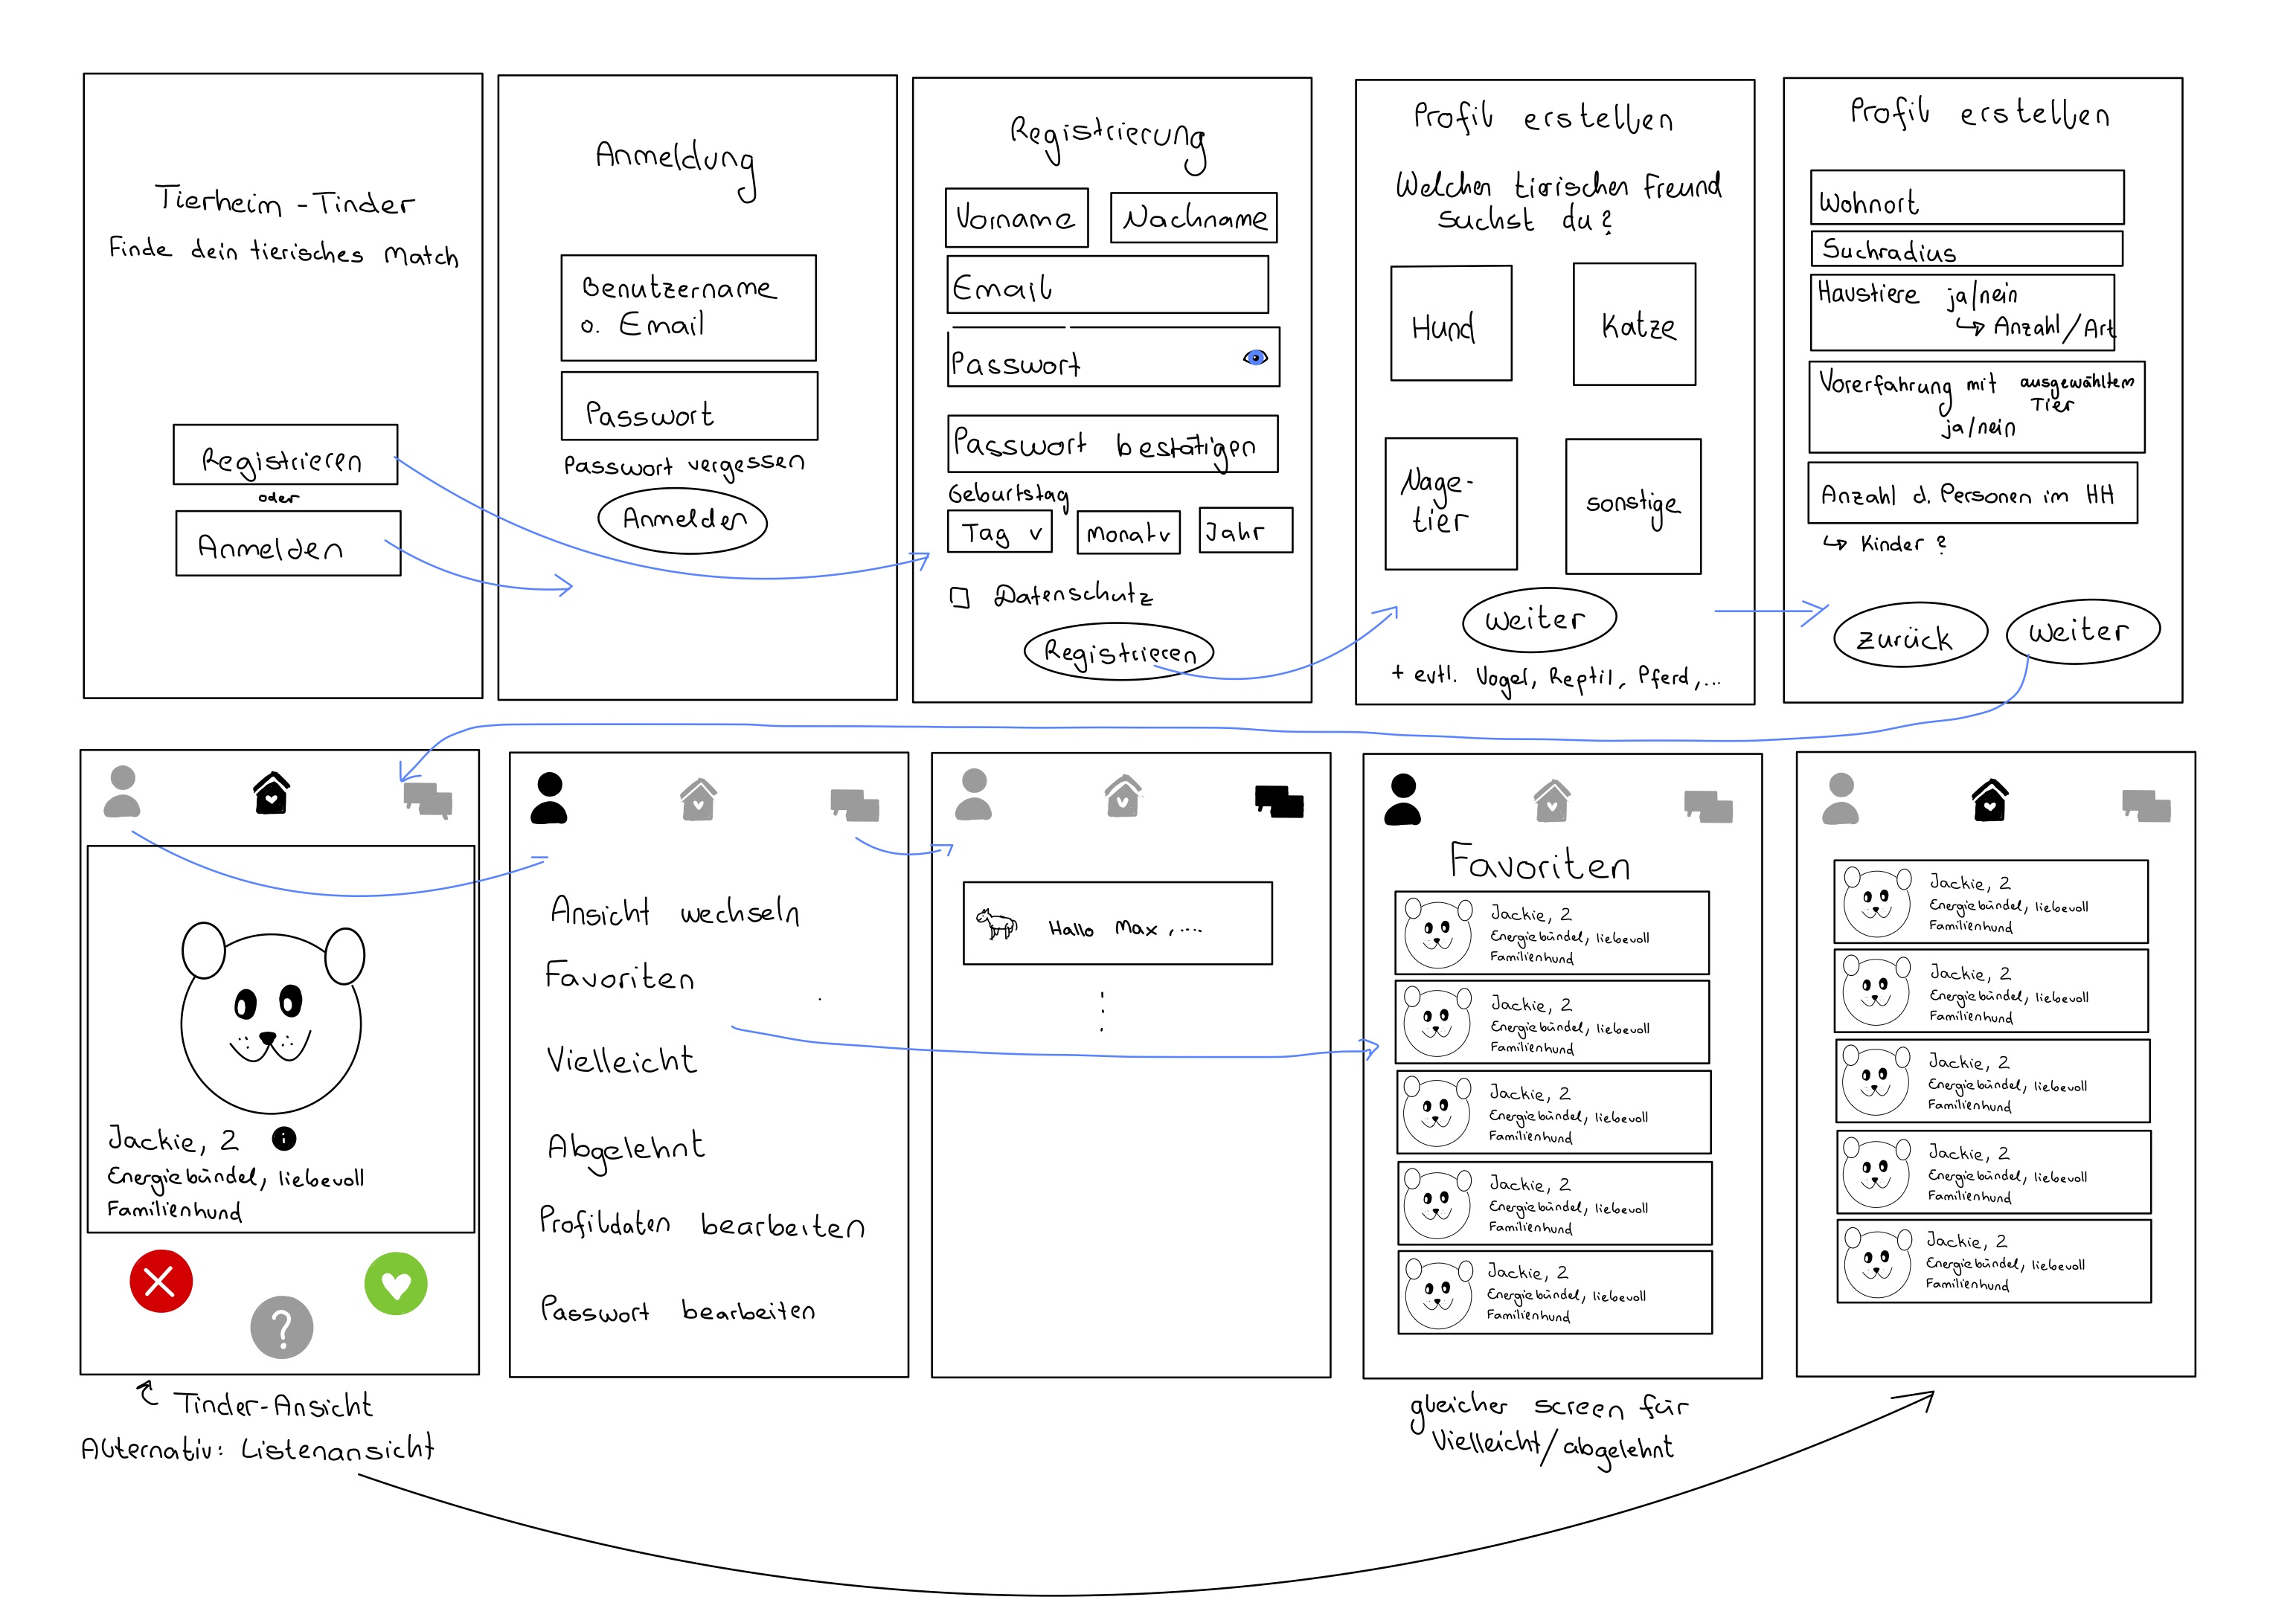 Tierheim - Tinder
Finde dein tierisches Match
Registrieren
oder
Anmelden
Anmeldung
Benutzername
o. Email
Passwort
Passwort vergessen
Anmelden
Registrierung
Vorname
Nachname
Email
Passwort
Passwort bestätigen
Geburtstag
Tag v
Monat v
Jahr
Datenschutz
Registrieren
Profil erstellen
Welchen tierischen Freund
suchst du?
Hund
Katze
Nage-
tier
sonstige
weiter
+ evtl. Vogel, Reptil, Pferd,...
Profil erstellen
Wohnort
Suchradius
Haustiere ja/nein
↳ Anzahl/Art
Vorerfahrung mit ausgewähltem
Tier
ja/nein
Anzahl d. Personen im HH
↳ Kinder?
zurück
weiter
Jackie, 2 i
Energiebündel, liebevoll
Familienhund
?
Tinder-Ansicht
Alternativ: Listenansicht
Ansicht wechseln
Favoriten
Vielleicht
Abgelehnt
Profildaten bearbeiten
Passwort bearbeiten
Hallo Max,....
Favoriten
Jackie, 2
Energiebündel, liebevoll
Familienhund
Jackie, 2
Energiebündel, liebevoll
Familienhund
Jackie, 2
Energiebündel, liebevoll
Familienhund
Jackie, 2
Energiebündel, liebevoll
Familienhund
Jackie, 2
Energiebündel, liebevoll
Familienhund
gleicher screen für
Vielleicht/abgelehnt
Jackie, 2
Energiebündel, liebevoll
Familienhund
Jackie, 2
Energiebündel, liebevoll
Familienhund
Jackie, 2
Energiebündel, liebevoll
Familienhund
Jackie, 2
Energiebündel, liebevoll
Familienhund
Jackie, 2
Energiebündel, liebevoll
Familienhund